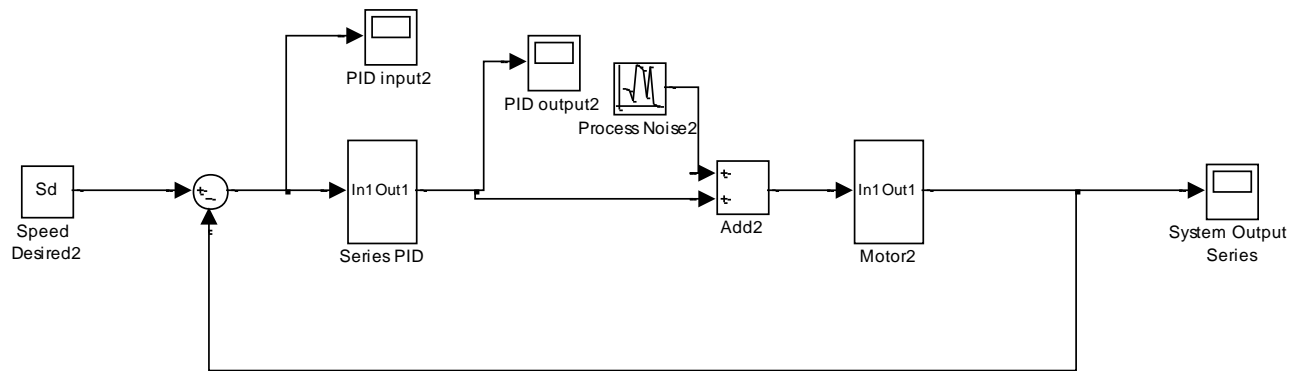 PID input2
PID output2
Process Noise2
Sd
In1 Out1
In1 Out1
Add2
Speed
Desired2
Series PID
Motor2
System Output
Series